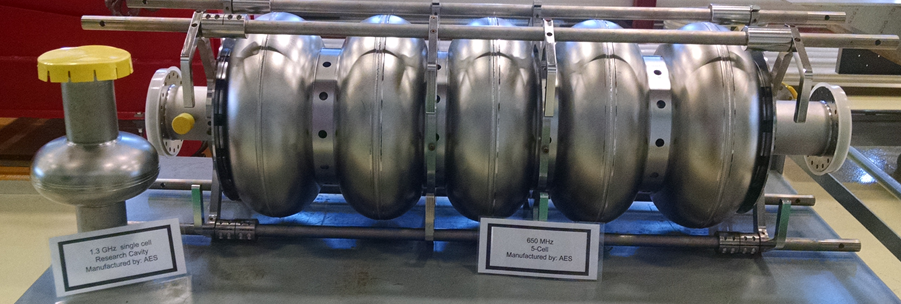 1.3 GHz single cell
Research Cavity
Manufactured by: AES
650 MHz
5-Cell
Manufactured by: AES